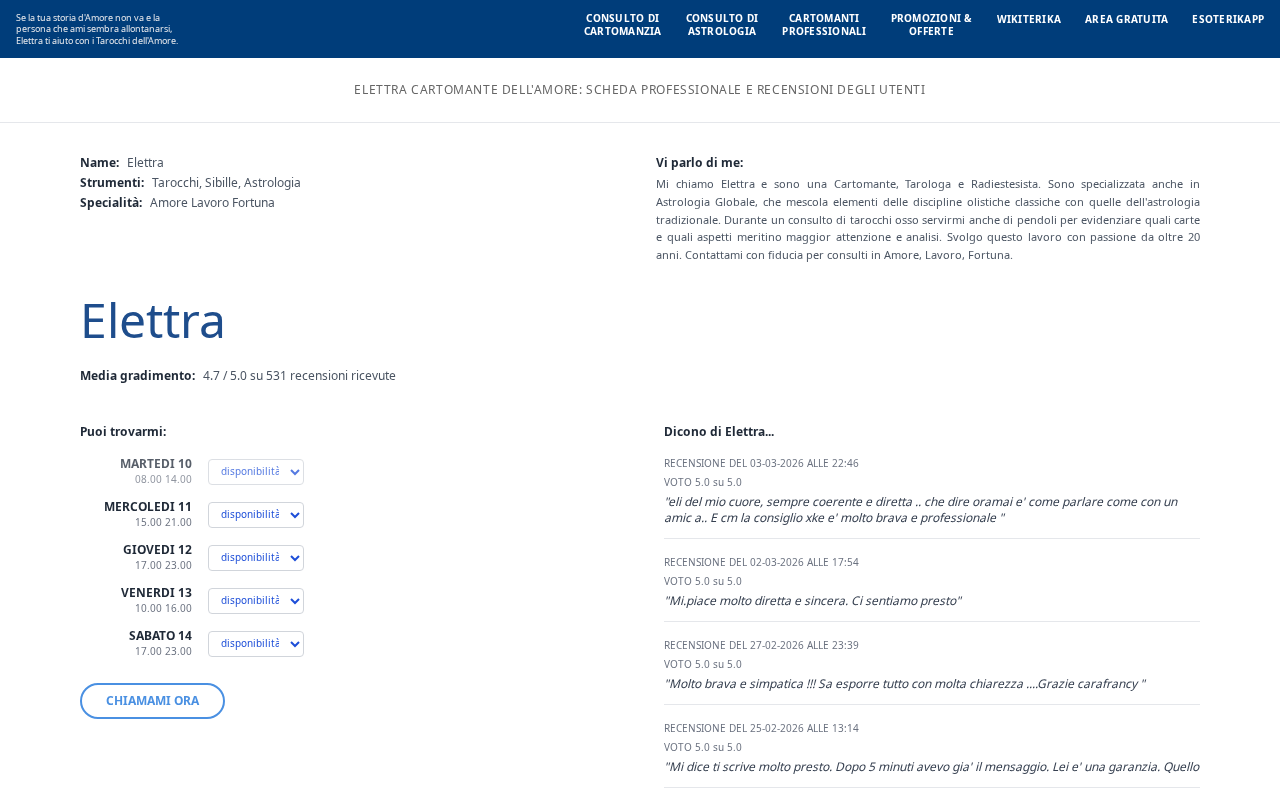 Se la tua storia d'Amore non va e la
persona che ami sembra allontanarsi,
Elettra ti aiuto con i Tarocchi dell'Amore.
CONSULTO DI
CARTOMANZIA
CONSULTO DI
ASTROLOGIA
CARTOMANTI
PROFESSIONALI
PROMOZIONI &
OFFERTE
WIKITERIKA
AREA GRATUITA
ESOTERIKAPP
ELETTRA CARTOMANTE DELL'AMORE: SCHEDA PROFESSIONALE E RECENSIONI DEGLI UTENTI
Name: Elettra
Strumenti: Tarocchi, Sibille, Astrologia
Specialità: Amore Lavoro Fortuna
Vi parlo di me:
Mi chiamo Elettra e sono una Cartomante, Tarologa e Radiestesista. Sono specializzata anche in
Astrologia Globale, che mescola elementi delle discipline olistiche classiche con quelle dell'astrologia
tradizionale. Durante un consulto di tarocchi osso servirmi anche di pendoli per evidenziare quali carte
e quali aspetti meritino maggior attenzione e analisi. Svolgo questo lavoro con passione da oltre 20
anni. Contattami con fiducia per consulti in Amore, Lavoro, Fortuna.
Elettra
Media gradimento: 4.7 / 5.0 su 531 recensioni ricevute
Puoi trovarmi:
MARTEDI 10
08.00 14.00
disponibilità
MERCOLEDI 11
15.00 21.00
disponibilità
GIOVEDI 12
17.00 23.00
disponibilità
VENERDI 13
10.00 16.00
disponibilità
SABATO 14
17.00 23.00
disponibilità
CHIAMAMI ORA
Dicono di Elettra...
RECENSIONE DEL 03-03-2026 ALLE 22:46
VOTO 5.0 su 5.0
"eli del mio cuore, sempre coerente e diretta .. che dire oramai e' come parlare come con un
amic a.. E cm la consiglio xke e' molto brava e professionale "
RECENSIONE DEL 02-03-2026 ALLE 17:54
VOTO 5.0 su 5.0
"Mi.piace molto diretta e sincera. Ci sentiamo presto"
RECENSIONE DEL 27-02-2026 ALLE 23:39
VOTO 5.0 su 5.0
"Molto brava e simpatica !!! Sa esporre tutto con molta chiarezza ....Grazie carafrancy "
RECENSIONE DEL 25-02-2026 ALLE 13:14
VOTO 5.0 su 5.0
"Mi dice ti scrive molto presto. Dopo 5 minuti avevo gia' il mensaggio. Lei e' una garanzia. Quello